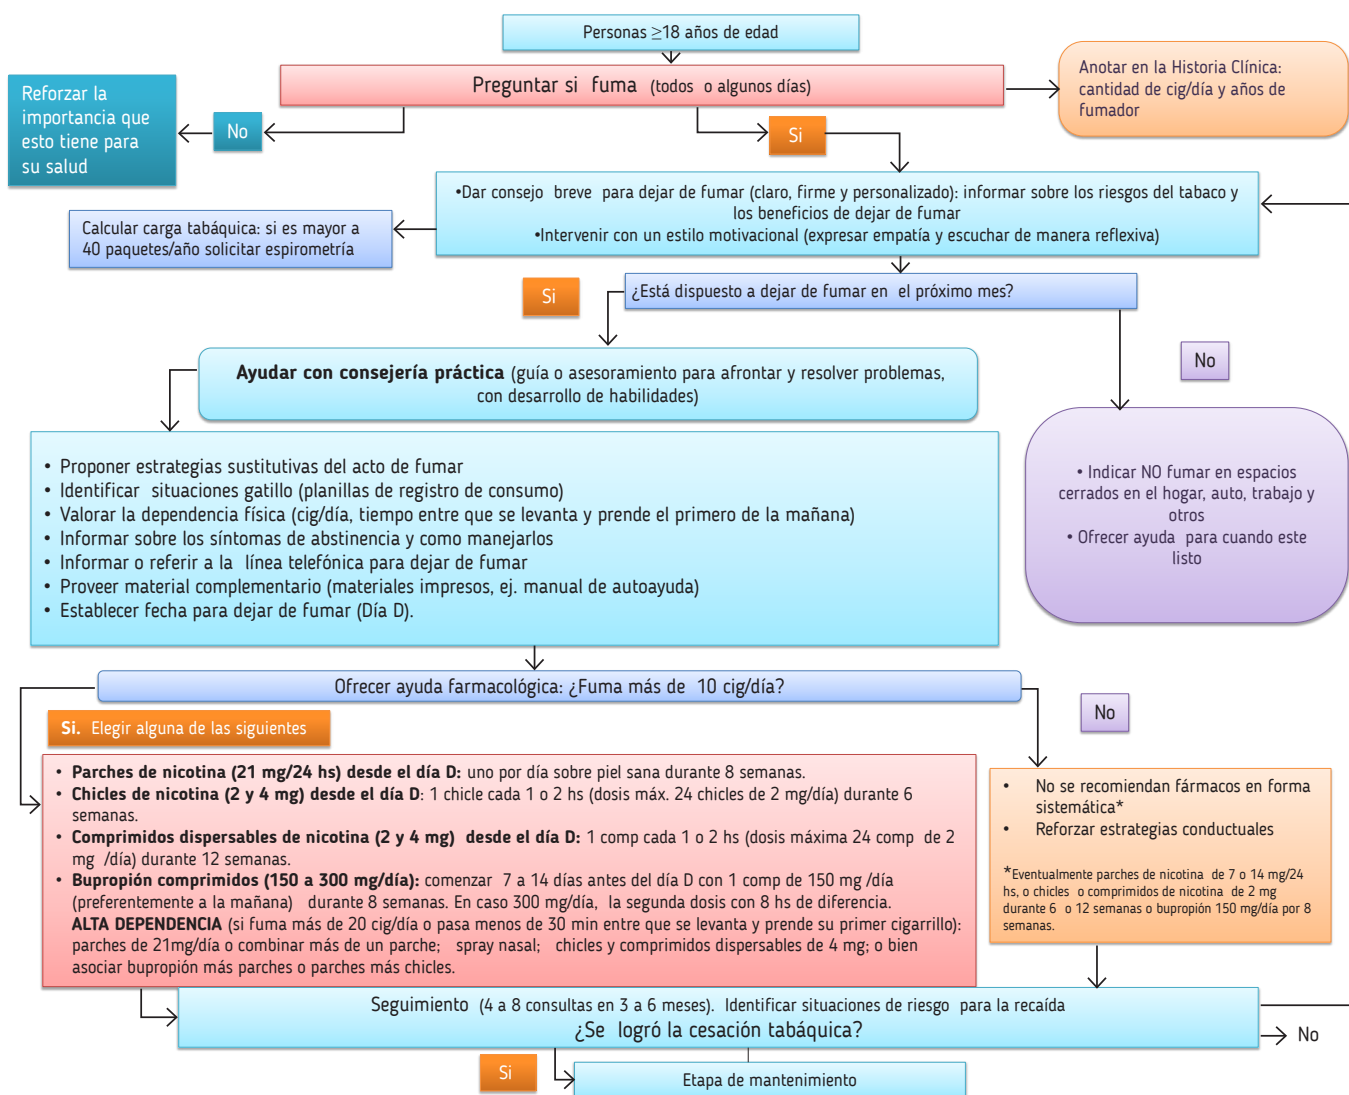 Personas ≥18 años de edad
Preguntar si fuma (todos o algunos días)
Anotar en la Historia Clínica:
cantidad de cig/día y años de
fumador
Reforzar la
importancia que
esto tiene para
su salud
No
Si
•Dar consejo breve para dejar de fumar (claro, firme y personalizado): informar sobre los riesgos del tabaco y
los beneficios de dejar de fumar
•Intervenir con un estilo motivacional (expresar empatía y escuchar de manera reflexiva)
Calcular carga tabáquica: si es mayor a
40 paquetes/año solicitar espirometría
Si
¿Está dispuesto a dejar de fumar en el próximo mes?
No
Ayudar con consejería práctica (guía o asesoramiento para afrontar y resolver problemas,
con desarrollo de habilidades)
• Proponer estrategias sustitutivas del acto de fumar
• Identificar situaciones gatillo (planillas de registro de consumo)
• Valorar la dependencia física (cig/día, tiempo entre que se levanta y prende el primero de la mañana)
• Informar sobre los síntomas de abstinencia y como manejarlos
• Informar o referir a la línea telefónica para dejar de fumar
• Proveer material complementario (materiales impresos, ej. manual de autoayuda)
• Establecer fecha para dejar de fumar (Día D).
• Indicar NO fumar en espacios
cerrados en el hogar, auto, trabajo y
otros
• Ofrecer ayuda para cuando este
listo
Ofrecer ayuda farmacológica: ¿Fuma más de 10 cig/día?
Si. Elegir alguna de las siguientes
No
• Parches de nicotina (21 mg/24 hs) desde el día D: uno por día sobre piel sana durante 8 semanas.
• Chicles de nicotina (2 y 4 mg) desde el día D: 1 chicle cada 1 o 2 hs (dosis máx. 24 chicles de 2 mg/día) durante 6
semanas.
• Comprimidos dispersables de nicotina (2 y 4 mg) desde el día D: 1 comp cada 1 o 2 hs (dosis máxima 24 comp de 2
mg /día) durante 12 semanas.
• Bupropión comprimidos (150 a 300 mg/día): comenzar 7 a 14 días antes del día D con 1 comp de 150 mg /día
(preferentemente a la mañana) durante 8 semanas. En caso 300 mg/día, la segunda dosis con 8 hs de diferencia.
ALTA DEPENDENCIA (si fuma más de 20 cig/día o pasa menos de 30 min entre que se levanta y prende su primer cigarrillo):
parches de 21mg/día o combinar más de un parche; spray nasal; chicles y comprimidos dispersables de 4 mg; o bien
asociar bupropión más parches o parches más chicles.
• No se recomiendan fármacos en forma
sistemática*
• Reforzar estrategias conductuales
*Eventualmente parches de nicotina de 7 o 14 mg/24
hs, o chicles o comprimidos de nicotina de 2 mg
durante 6 o 12 semanas o bupropión 150 mg/día por 8
semanas.
Seguimiento (4 a 8 consultas en 3 a 6 meses). Identificar situaciones de riesgo para la recaída
¿Se logró la cesación tabáquica?
No
Si
Etapa de mantenimiento